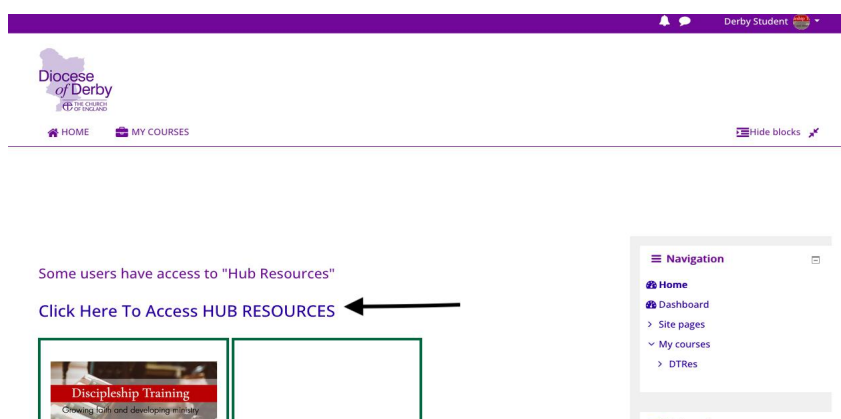 Derby Student
Diocese
of Derby
THE CHURCH
OF ENGLAND
HOME
MY COURSES
Hide blocks
Navigation
Some users have access to "Hub Resources"
Home
Click Here To Access HUB RESOURCES
Dashboard
Site pages
My courses
DTRes
Discipleship Training
Growing faith and developing ministry